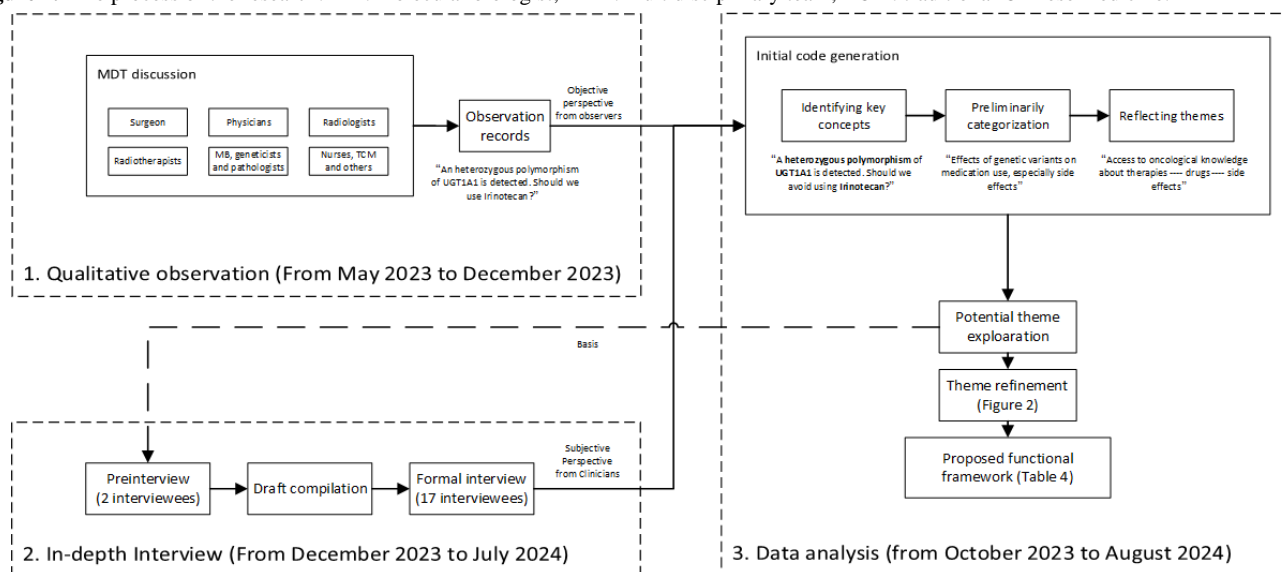 MDT discussion
Surgeon
Physicians
Radiologists
Radiotherapists
MB, geneticists
and pathologists
Nurses, TCM
and others
Observation
records
"An heterozygous polymorphism
of UGT1A1 is detected. Should we
use Irinotecan?"
Objective
perspective
from observers
1. Qualitative observation (From May 2023 to December 2023)
Basis
Preinterview
(2 interviewees)
Draft compilation
Formal interview
(17 interviewees)
Subjective
Perspective
from Clinicians
2. In-depth Interview (From December 2023 to July 2024)
Initial code generation
Identifying key
concepts
Preliminarily
categorization
Reflecting themes
"A heterozygous polymorphism of
UGT1A1 is detected. Should we
avoid using Irinotecan?"
"Effects of genetic variants on
medication use, especially side
effects"
"Access to oncological knowledge
about therapies ---- drugs---- side
effects"
Potential theme
exploaration
Theme refinement
(Figure 2)
Proposed functional
framework (Table 4)
3. Data analysis (from October 2023 to August 2024)